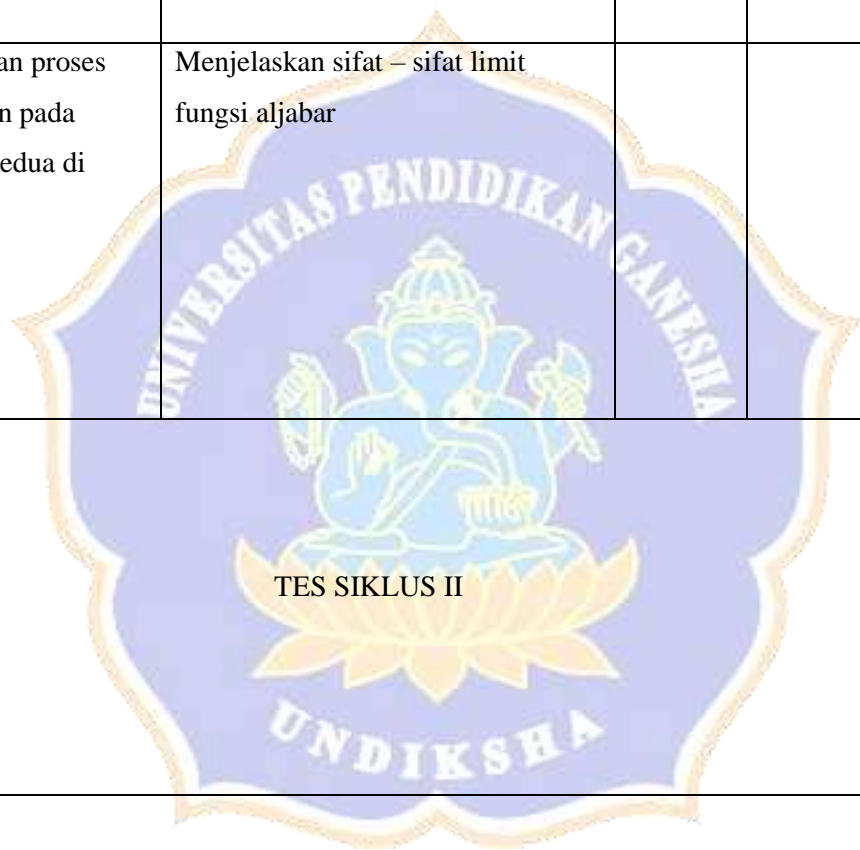 an proses
n pada
edua di
Menjelaskan sifat – sifat limit
fungsi aljabar
UNIVERSITAS PENDIDIKAN GANESHA
TES SIKLUS II
UNDIKSHA